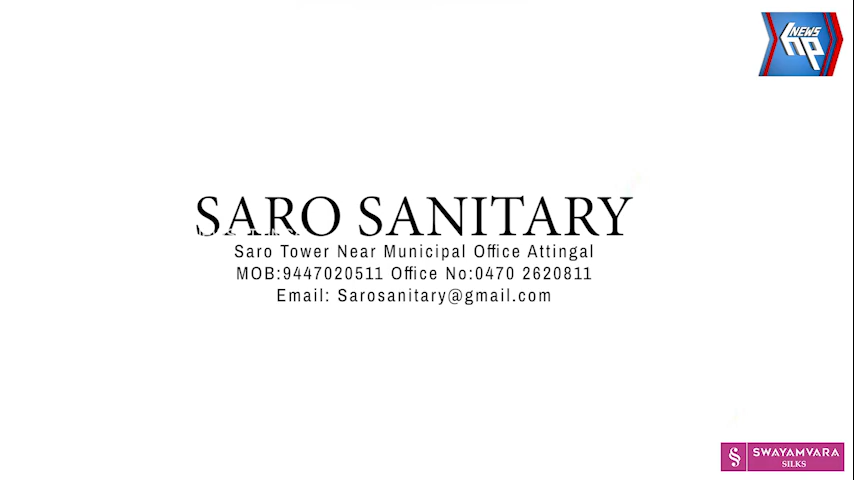 NEWS
np
SARO SANITARY
Saro Tower Near Municipal Office Attingal
MOB:9447020511 Office No:0470 2620811
Email: Sarosanitary@gmail.com
SWAYAMVARA
SILKS